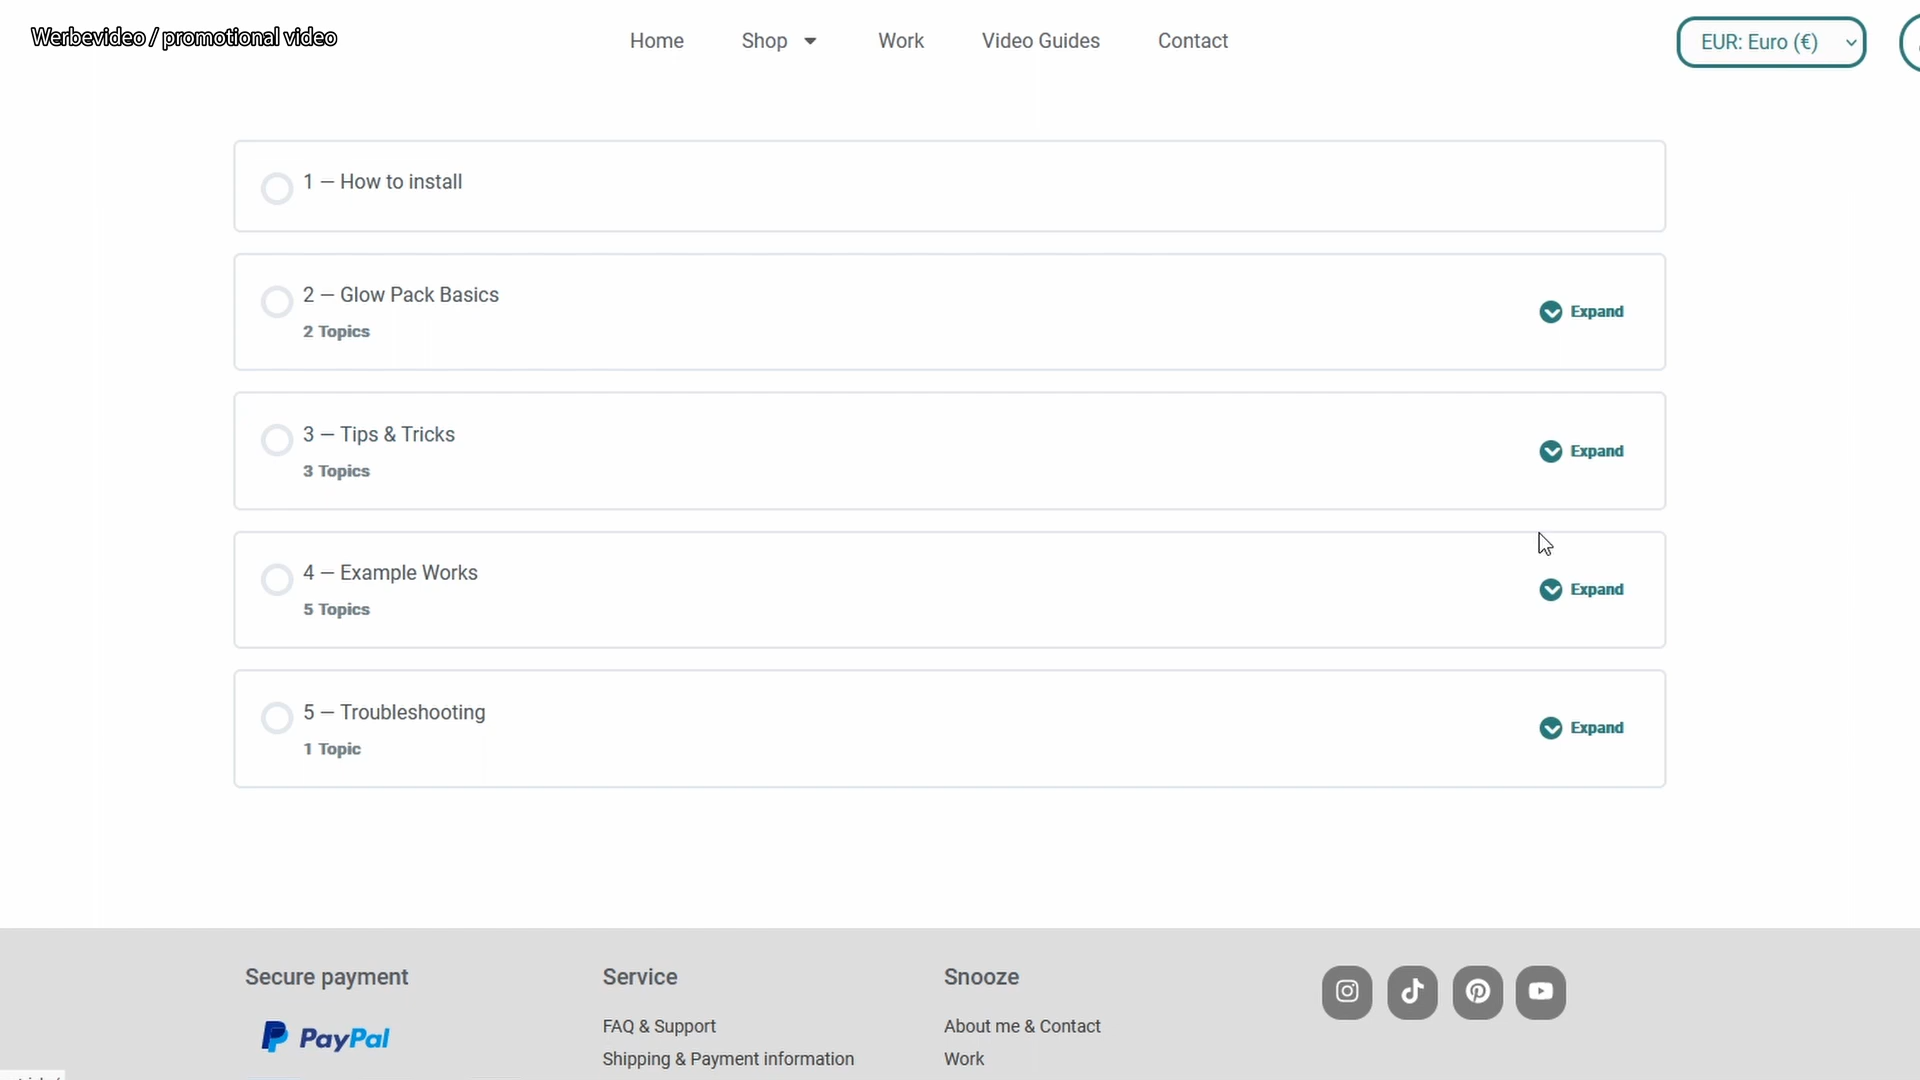 Werbevideo / promotional video
Home
Shop
Work
Video Guides
Contact
EUR: Euro (€)
1 — How to install
2 — Glow Pack Basics
2 Topics
Expand
3 — Tips & Tricks
3 Topics
Expand
4 — Example Works
5 Topics
Expand
5 — Troubleshooting
1 Topic
Expand
Secure payment
Service
Snooze
PayPal
FAQ & Support
About me & Contact
Shipping & Payment information
Work